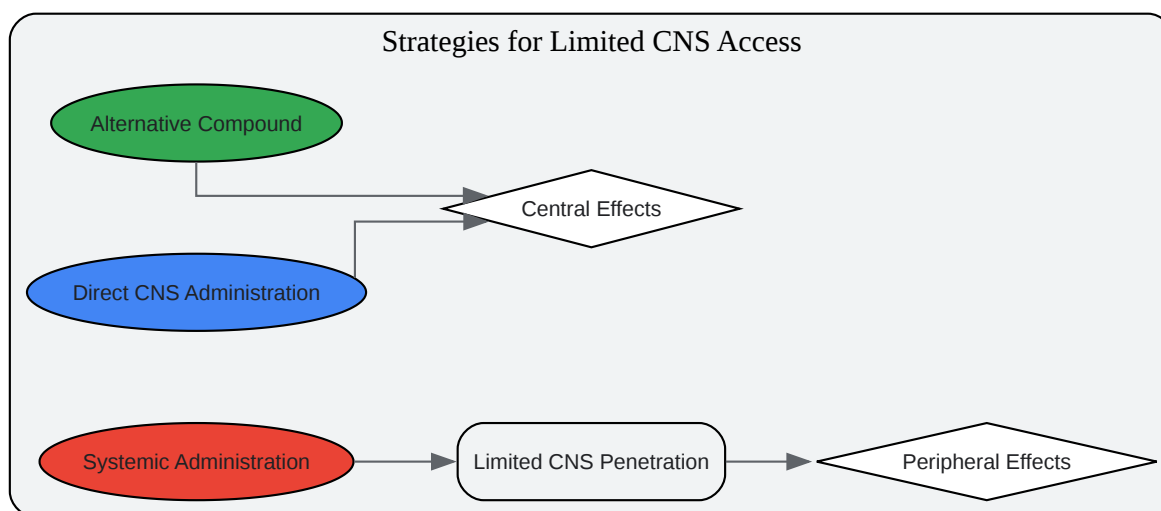 Strategies for Limited CNS Access
Alternative Compound
Central Effects
Direct CNS Administration
Systemic Administration
Limited CNS Penetration
Peripheral Effects